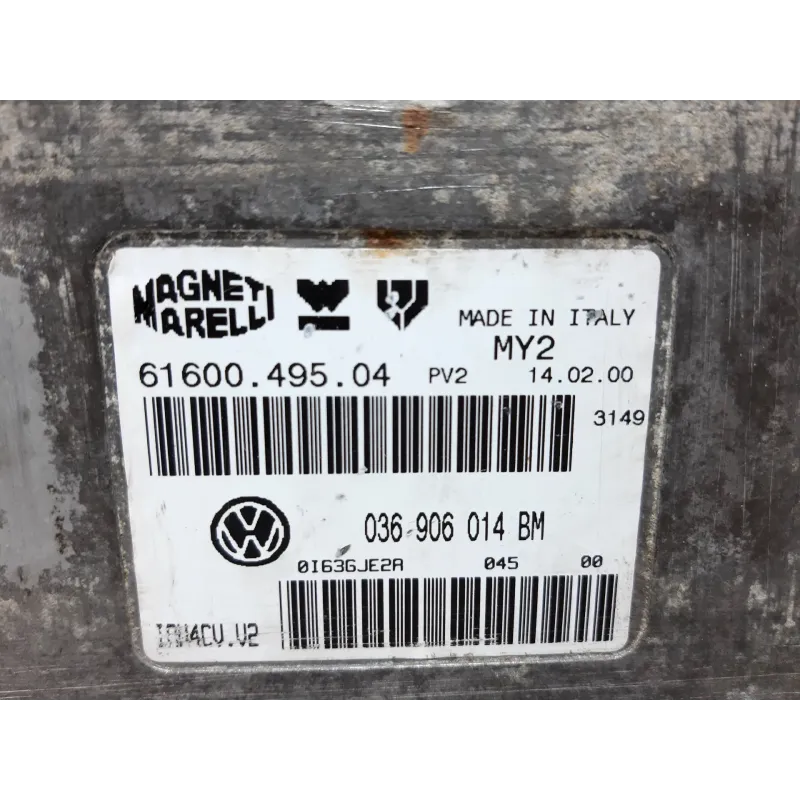 MAGNETI
MARELLI
MADE IN ITALY
MY2
61600.495.04 PV2 14.02.00
3149
036 906 014 BM
0I63GJE2A 045 00
IAW4CV.V2